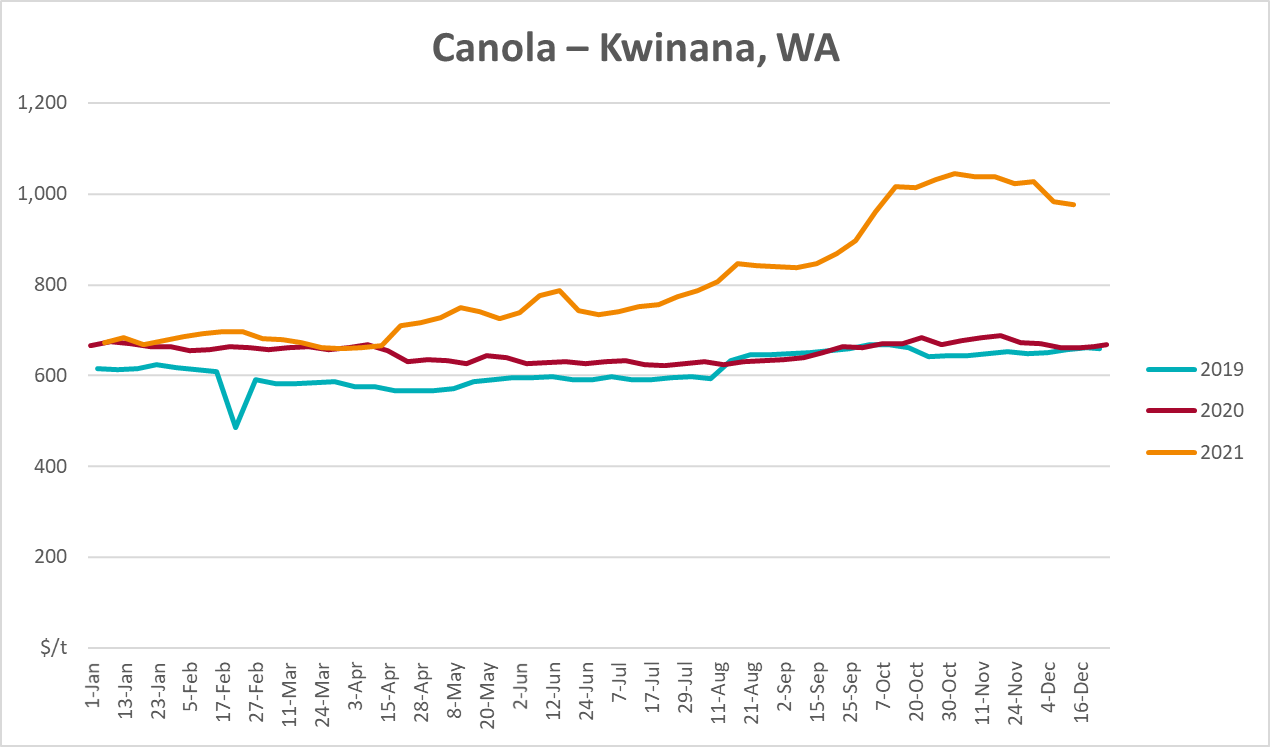 Canola – Kwinana, WA
1,200
1,000
800
600
400
200
$/t
1-Jan
13-Jan
23-Jan
5-Feb
17-Feb
27-Feb
11-Mar
24-Mar
3-Apr
15-Apr
25-Apr
8-May
20-May
2-Jun
12-Jun
24-Jun
7-Jul
17-Jul
29-Jul
11-Aug
21-Aug
2-Sep
15-Sep
25-Sep
7-Oct
20-Oct
30-Oct
11-Nov
24-Nov
4-Dec
16-Dec
2019
2020
2021